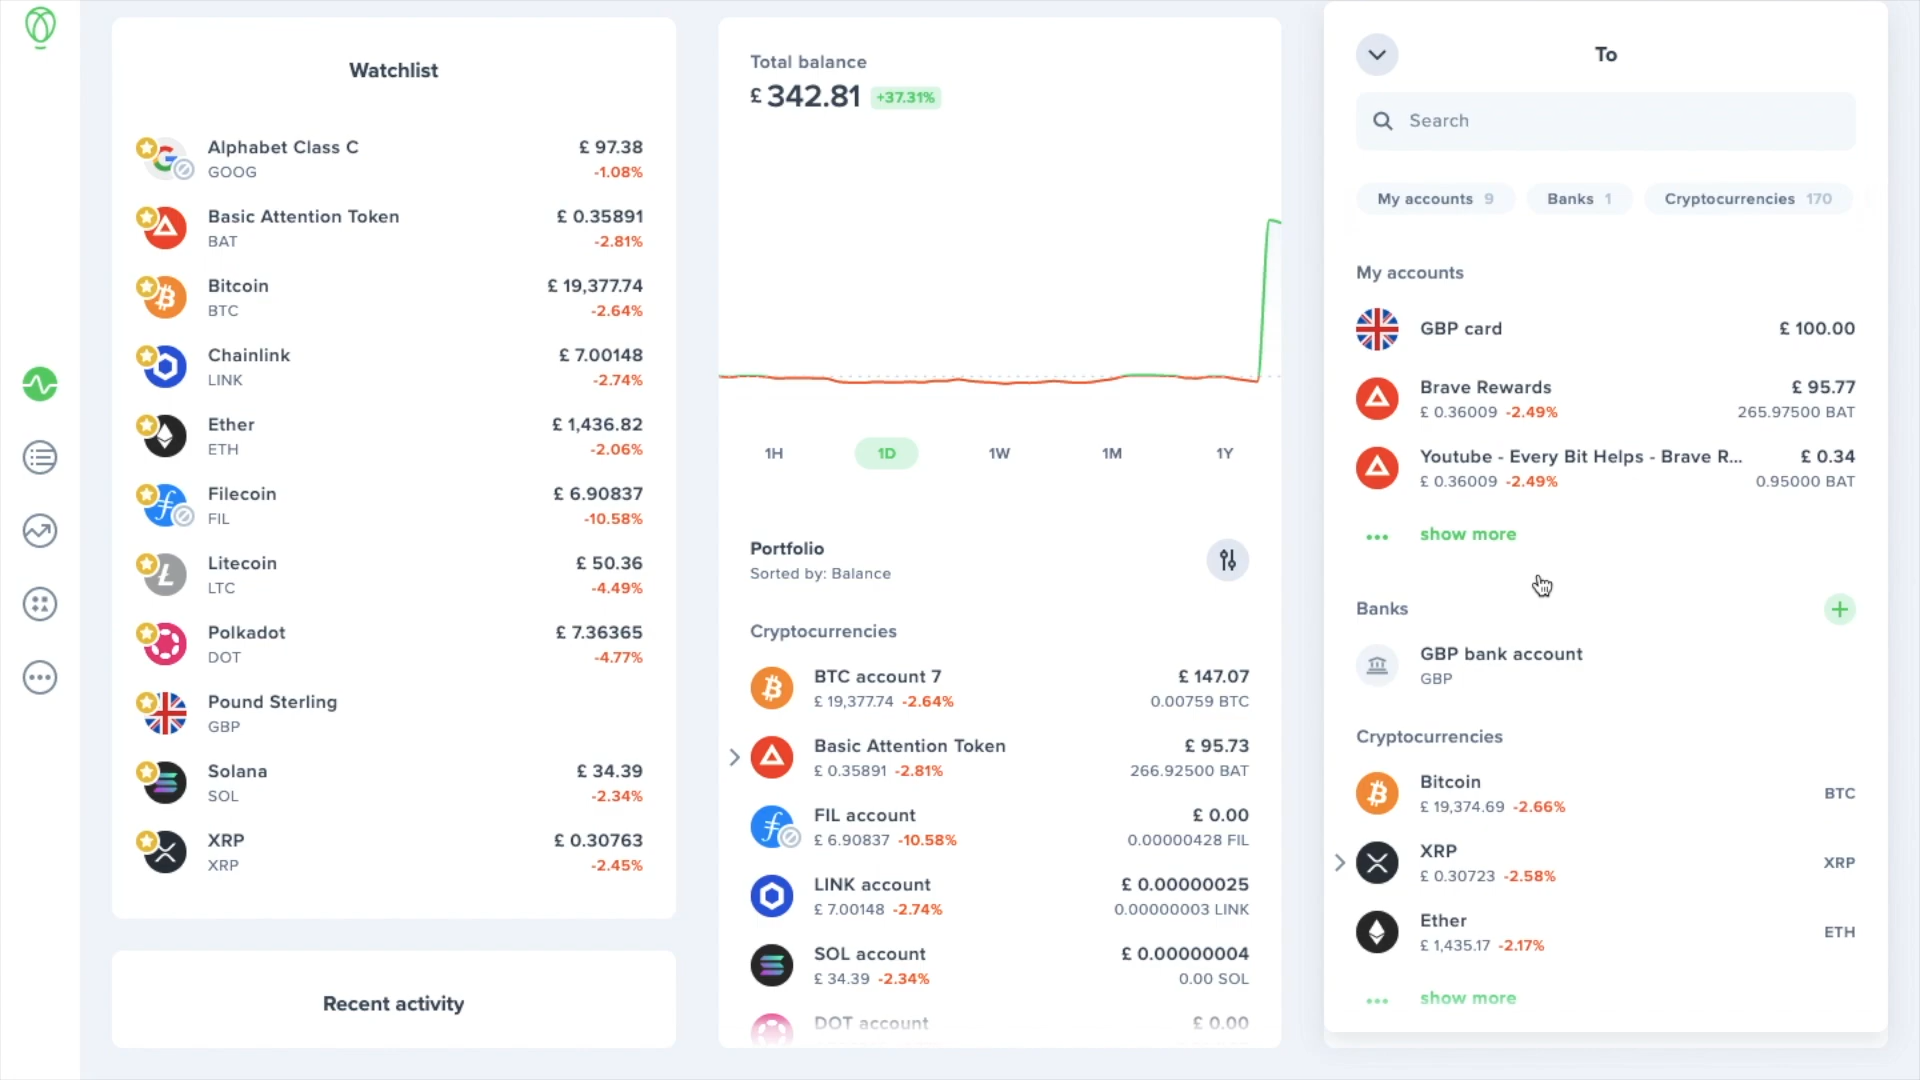 Watchlist
Alphabet Class C £ 97.38
GOOG -1.08%
Basic Attention Token £ 0.35891
BAT -2.81%
Bitcoin £ 19,377.74
BTC -2.64%
Chainlink £ 7.00148
LINK -2.74%
Ether £ 1,436.82
ETH -2.06%
Filecoin £ 6.90837
FIL -10.58%
Litecoin £ 50.36
LTC -4.49%
Polkadot £ 7.36365
DOT -4.77%
Pound Sterling
GBP
Solana £ 34.39
SOL -2.34%
XRP £ 0.30763
XRP -2.45%
Recent activity
Total balance
£ 342.81 +37.31%
1H 1D 1W 1M 1Y
Portfolio
Sorted by: Balance
Cryptocurrencies
BTC account 7 £ 147.07
£ 19,377.74 -2.64% 0.00759 BTC
Basic Attention Token £ 95.73
£ 0.35891 -2.81% 266.92500 BAT
FIL account £ 0.00
£ 6.90837 -10.58% 0.00000428 FIL
LINK account £ 0.00000025
£ 7.00148 -2.74% 0.00000003 LINK
SOL account £ 0.00000004
£ 34.39 -2.34% 0.00 SOL
DOT account £ 0.00
To
Search
My accounts 9 Banks 1 Cryptocurrencies 170
My accounts
GBP card £ 100.00
Brave Rewards £ 95.77
£ 0.36009 -2.49% 265.97500 BAT
Youtube - Every Bit Helps - Brave R... £ 0.34
£ 0.36009 -2.49% 0.95000 BAT
show more
Banks
GBP bank account
GBP
Cryptocurrencies
Bitcoin BTC
£ 19,374.69 -2.66%
XRP XRP
£ 0.30723 -2.58%
Ether ETH
£ 1,435.17 -2.17%
show more